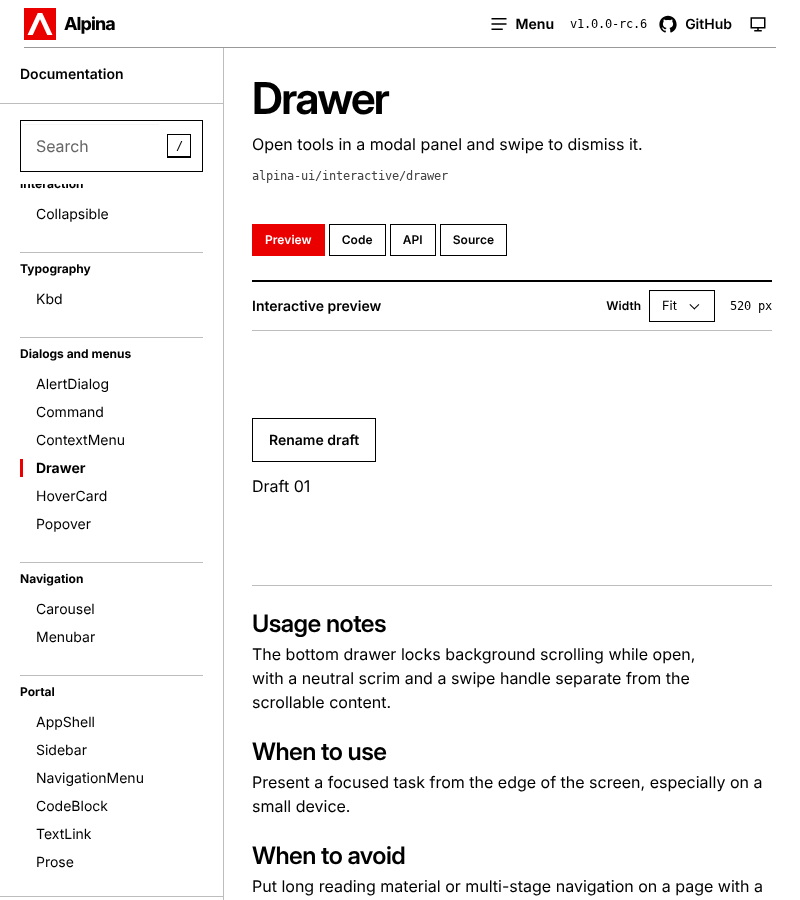 Alpina
Menu
v1.0.0-rc.6
GitHub
Documentation
Search
/
Interaction
Collapsible
Typography
Kbd
Dialogs and menus
AlertDialog
Command
ContextMenu
Drawer
HoverCard
Popover
Navigation
Carousel
Menubar
Portal
AppShell
Sidebar
NavigationMenu
CodeBlock
TextLink
Prose
Drawer
Open tools in a modal panel and swipe to dismiss it.
alpina-ui/interactive/drawer
Preview
Code
API
Source
Interactive preview
Width
Fit
520 px
Rename draft
Draft 01
Usage notes
The bottom drawer locks background scrolling while open,
with a neutral scrim and a swipe handle separate from the
scrollable content.
When to use
Present a focused task from the edge of the screen, especially on a
small device.
When to avoid
Put long reading material or multi-stage navigation on a page with a